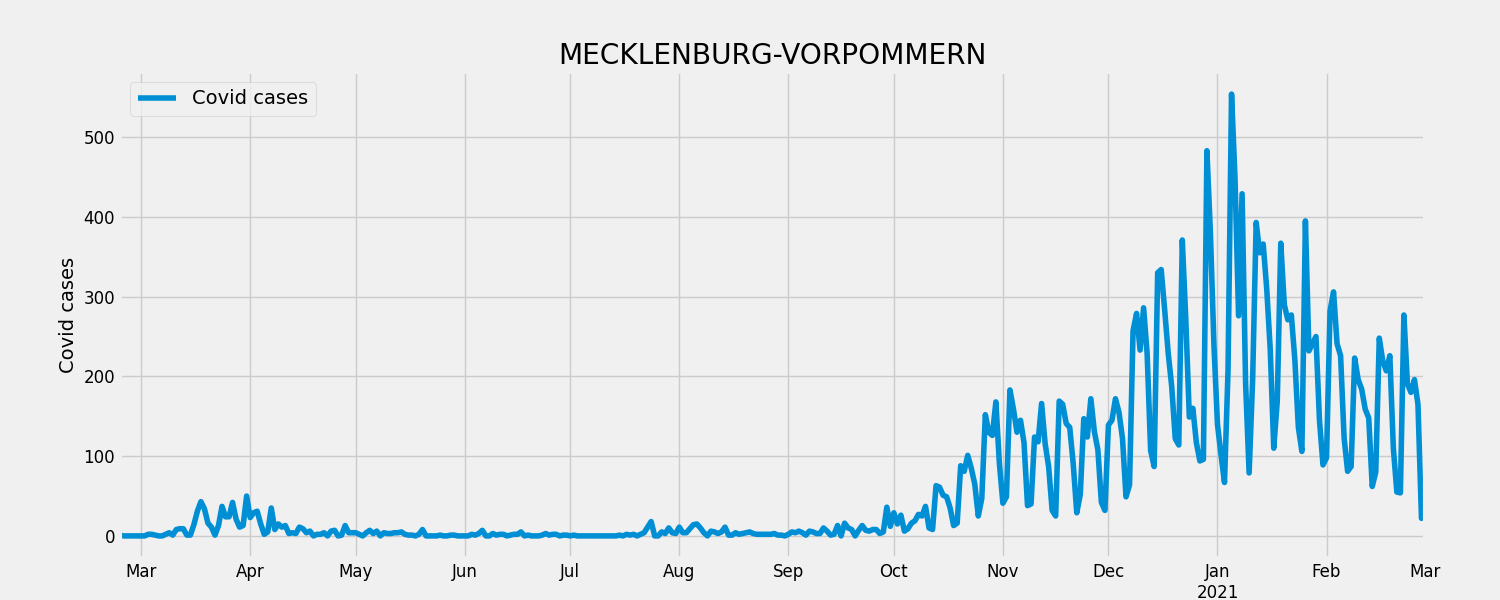 MECKLENBURG-VORPOMMERN
Covid cases
500
400
300
200
100
0
Covid cases
Mar Apr May Jun Jul Aug Sep Oct Nov Dec Jan Feb Mar
2021